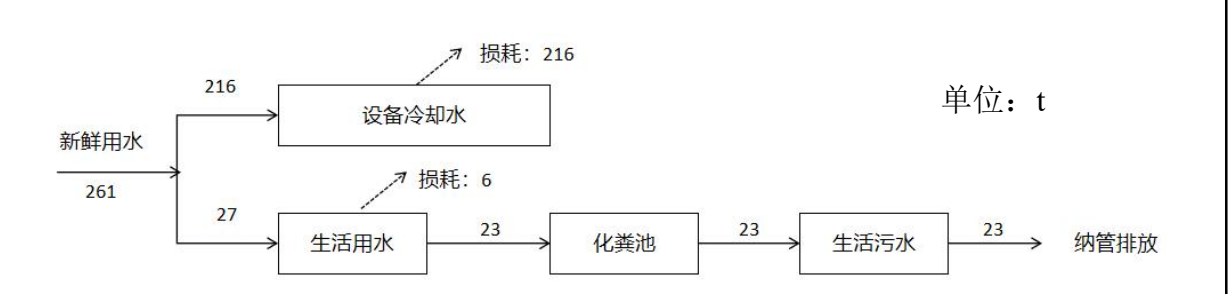 损耗：216
216
设备冷却水
单位：t
新鲜用水
261
损耗：6
27
生活用水
23
化粪池
23
生活污水
23
纳管排放